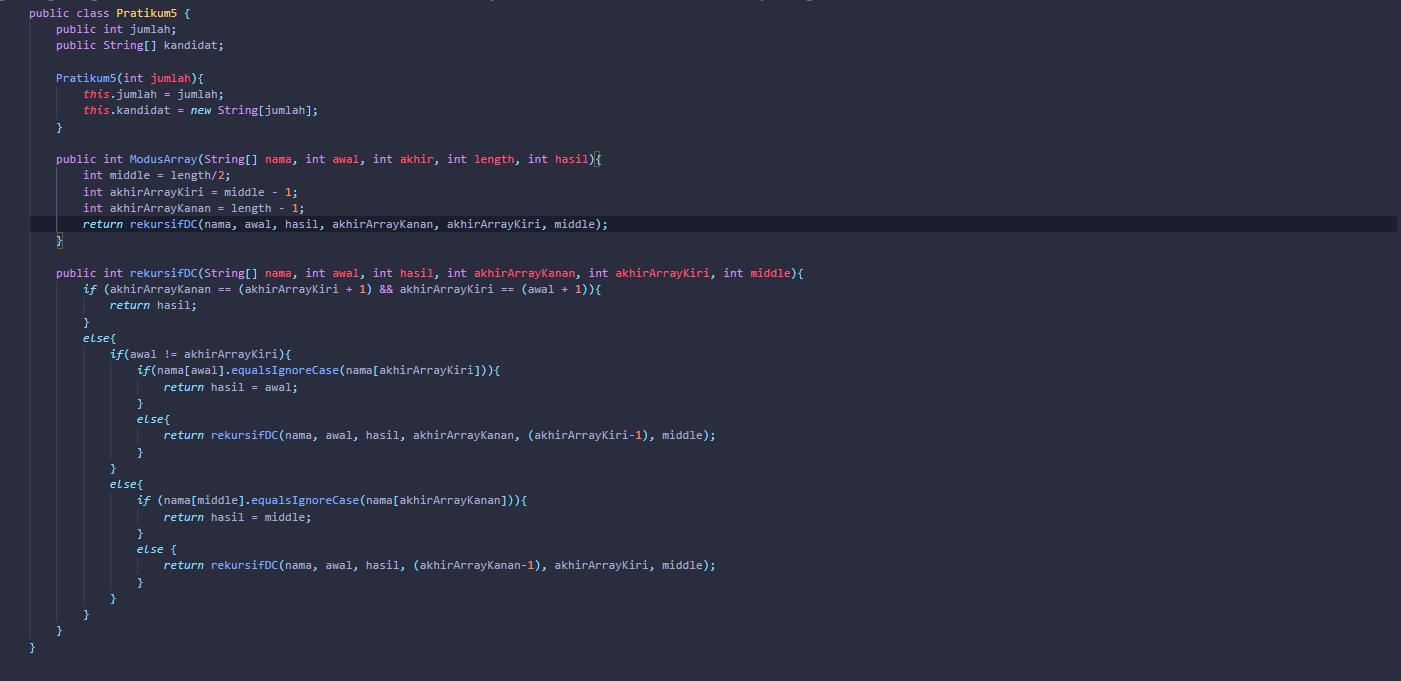 public class Pratikum5 {
public int jumlah;
public String[] kandidat;
Pratikum5(int jumlah){
this.jumlah = jumlah;
this.kandidat = new String[jumlah];
}
public int ModusArray(String[] nama, int awal, int akhir, int length, int hasil){
int middle = length/2;
int akhirArrayKiri = middle - 1;
int akhirArrayKanan = length - 1;
return rekursifDC(nama, awal, hasil, akhirArrayKanan, akhirArrayKiri, middle);
}
public int rekursifDC(String[] nama, int awal, int hasil, int akhirArrayKanan, int akhirArrayKiri, int middle){
if (akhirArrayKanan == (akhirArrayKiri + 1) && akhirArrayKiri == (awal + 1)){
return hasil;
}
else{
if(awal != akhirArrayKiri){
if(nama[awal].equalsIgnoreCase(nama[akhirArrayKiri])){
return hasil = awal;
}
else{
return rekursifDC(nama, awal, hasil, akhirArrayKanan, (akhirArrayKiri-1), middle);
}
}
else{
if (nama[middle].equalsIgnoreCase(nama[akhirArrayKanan])){
return hasil = middle;
}
else {
return rekursifDC(nama, awal, hasil, (akhirArrayKanan-1), akhirArrayKiri, middle);
}
}
}
}
}